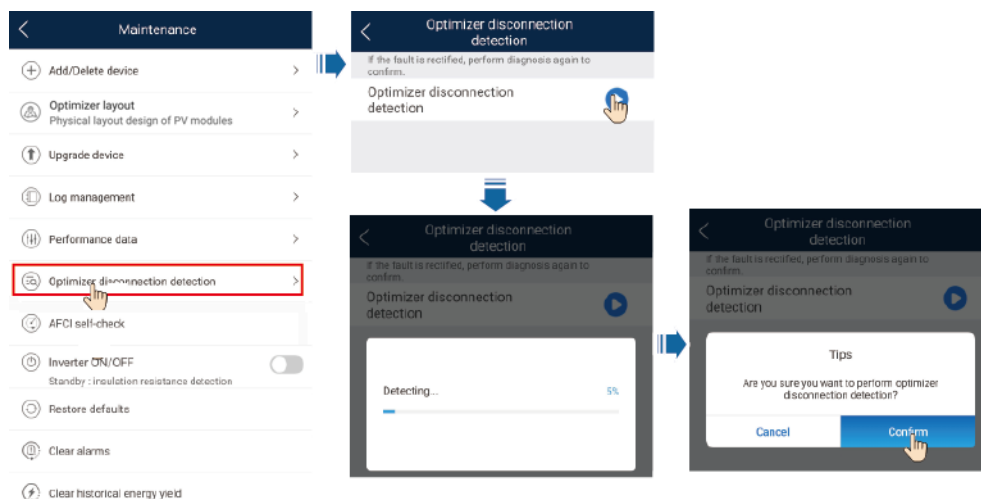 Maintenance
Add/Delete device
Optimizer layout
Physical layout design of PV modules
Upgrade device
Log management
Performance data
Optimizer disconnection detection
AFCI self-check
Inverter ON/OFF
Standby : insulation resistance detection
Restore defaults
Clear alarms
Clear historical energy yield
Optimizer disconnection
detection
If the fault is rectified, perform diagnosis again to
confirm.
Optimizer disconnection
detection
Optimizer disconnection
detection
If the fault is rectified, perform diagnosis again to
confirm.
Optimizer disconnection
detection
Detecting... 5%
Optimizer disconnection
detection
If the fault is rectified, perform diagnosis again to
confirm.
Optimizer disconnection
detection
Tips
Are you sure you want to perform optimizer
disconnection detection?
Cancel Confirm